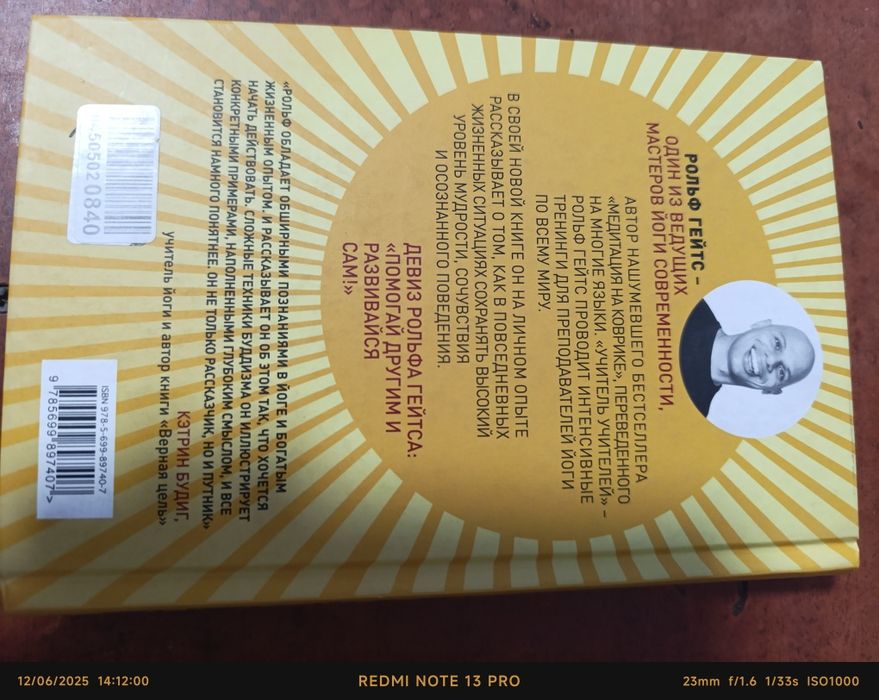 РОЛЬФ ГЕЙТС –
ОДИН ИЗ ВЕДУЩИХ
МАСТЕРОВ ЙОГИ СОВРЕМЕННОСТИ,
АВТОР НАШУМЕВШЕГО БЕСТСЕЛЛЕРА
«МЕДИТАЦИЯ НА КОВРИКЕ», ПЕРЕВЕДЕННОГО
НА МНОГИЕ ЯЗЫКИ. «УЧИТЕЛЬ УЧИТЕЛЕЙ» –
РОЛЬФ ГЕЙТС ПРОВОДИТ ИНТЕНСИВНЫЕ
ТРЕНИНГИ ДЛЯ ПРЕПОДАВАТЕЛЕЙ ЙОГИ
ПО ВСЕМУ МИРУ.
В СВОЕЙ НОВОЙ КНИГЕ ОН НА ЛИЧНОМ ОПЫТЕ
РАССКАЗЫВАЕТ О ТОМ, КАК В ПОВСЕДНЕВНЫХ
ЖИЗНЕННЫХ СИТУАЦИЯХ СОХРАНЯТЬ ВЫСОКИЙ
УРОВЕНЬ МУДРОСТИ, СОЧУВСТВИЯ
И ОСОЗНАННОГО ПОВЕДЕНИЯ.
ДЕВИЗ РОЛЬФА ГЕЙТСА:
«ПОМОГАЙ ДРУГИМ И
РАЗВИВАЙСЯ
САМ!»
«РОЛЬФ ОБЛАДАЕТ ОБШИРНЫМИ ПОЗНАНИЯМИ В ЙОГЕ И БОГАТЫМ
ЖИЗНЕННЫМ ОПЫТОМ. И РАССКАЗЫВАЕТ ОН ОБ ЭТОМ ТАК, ЧТО ХОЧЕТСЯ
НАЧАТЬ ДЕЙСТВОВАТЬ. СЛОЖНЫЕ ТЕХНИКИ БУДДИЗМА ОН ИЛЛЮСТРИРУЕТ
КОНКРЕТНЫМИ ПРИМЕРАМИ, НАПОЛНЕННЫМИ ГЛУБОКИМ СМЫСЛОМ, И ВСЕ
СТАНОВИТСЯ НАМНОГО ПОНЯТНЕЕ. ОН НЕ ТОЛЬКО РАССКАЗЧИК, НО И ПУТНИК»
КЭТРИН БУДИГ,
учитель йоги и автор книги «Верная цель»
ISBN 978-5-699-89740-7
9 785699 897407 >
12/06/2025 14:12:00
REDMI NOTE 13 PRO
23mm f/1.6 1/33s ISO1000